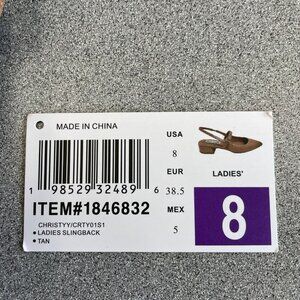 MADE IN CHINA
USA
8
EUR
38.5
MEX
5
LADIES'
8
1 98529 32489 6
ITEM#1846832
CHRISTYY/CRTY01S1
• LADIES SLINGBACK
• TAN